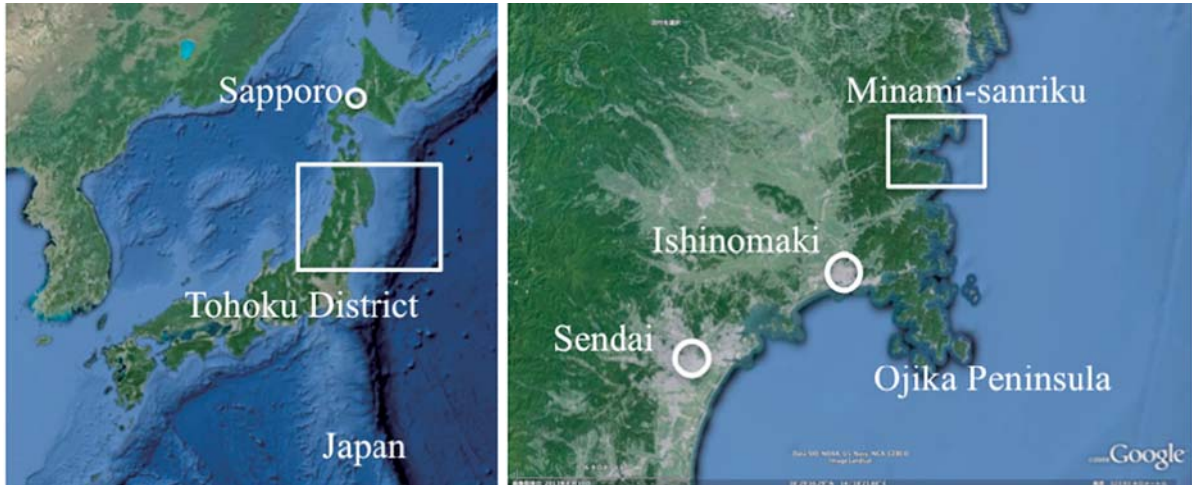 Sapporo
Tohoku District
Japan
Minami-sanriku
Ishinomaki
Sendai
Ojika Peninsula
Google